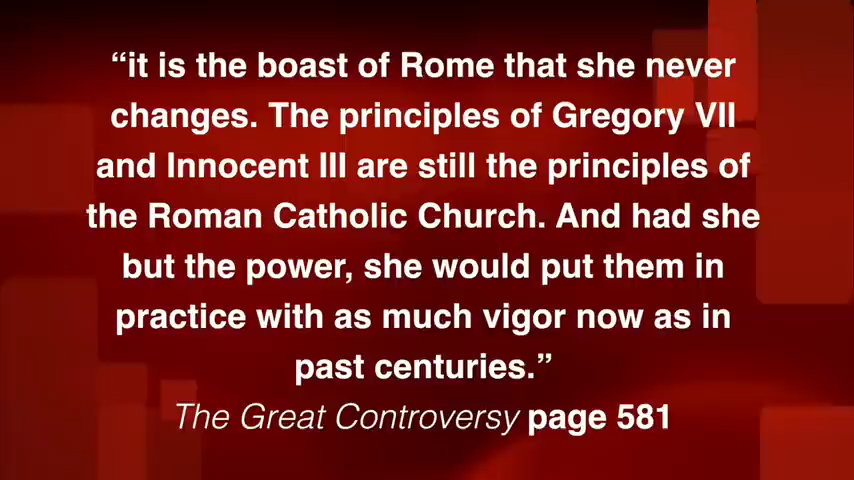 “it is the boast of Rome that she never
changes. The principles of Gregory VII
and Innocent III are still the principles of
the Roman Catholic Church. And had she
but the power, she would put them in
practice with as much vigor now as in
past centuries.”
The Great Controversy page 581